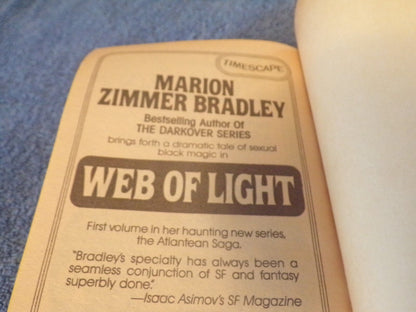 TIMESCAPE
MARION
ZIMMER BRADLEY
Bestselling Author Of
THE DARKOVER SERIES
brings forth a dramatic tale of sexual
black magic in
WEB OF LIGHT
First volume in her haunting new series,
the Atlantean Saga.
"Bradley's specialty has always been a
seamless conjunction of SF and fantasy
superbly done."
—Isaac Asimov's SF Magazine